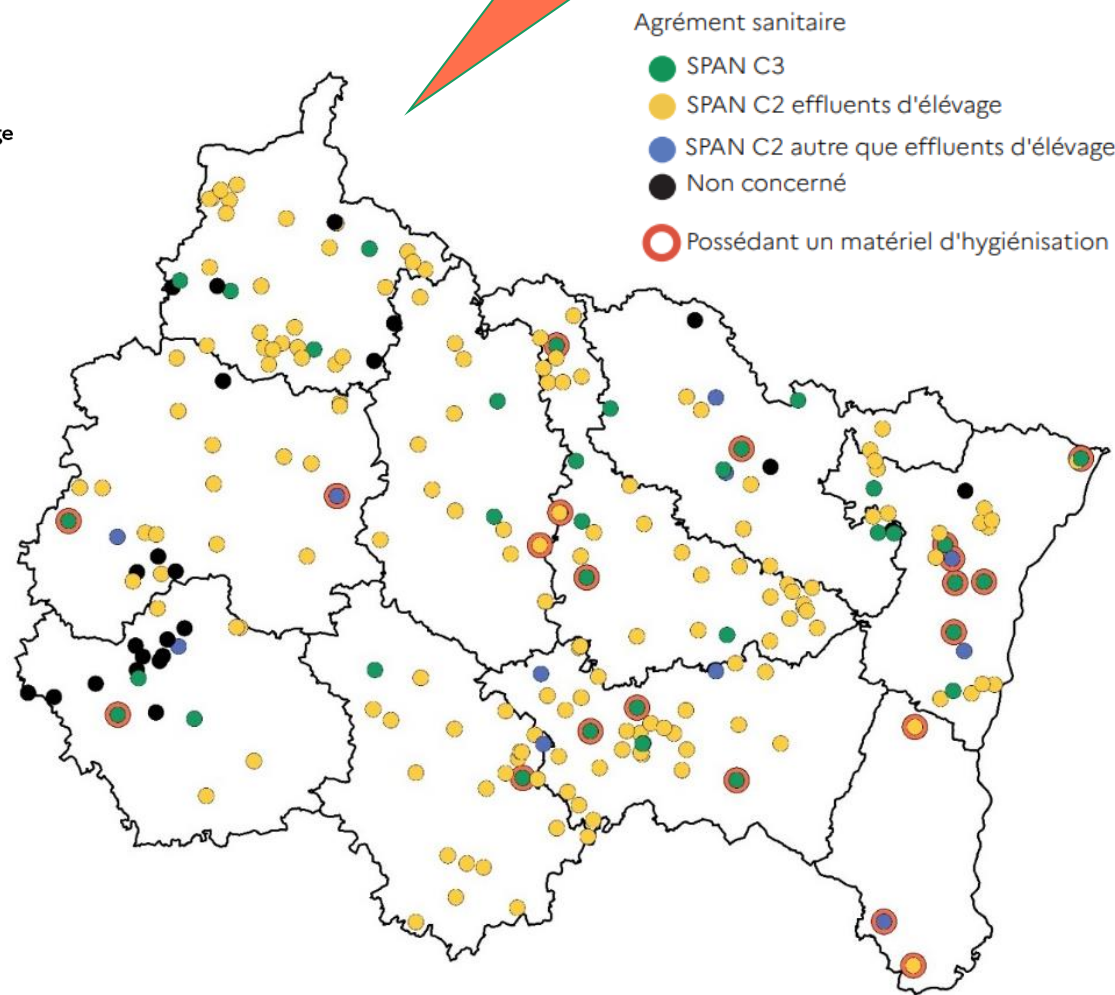 Agrément sanitaire
SPAN C3
SPAN C2 effluents d'élévage
SPAN C2 autre que effluents d'élévage
Non concerné
Possédant un matériel d'hygiénisation
ge